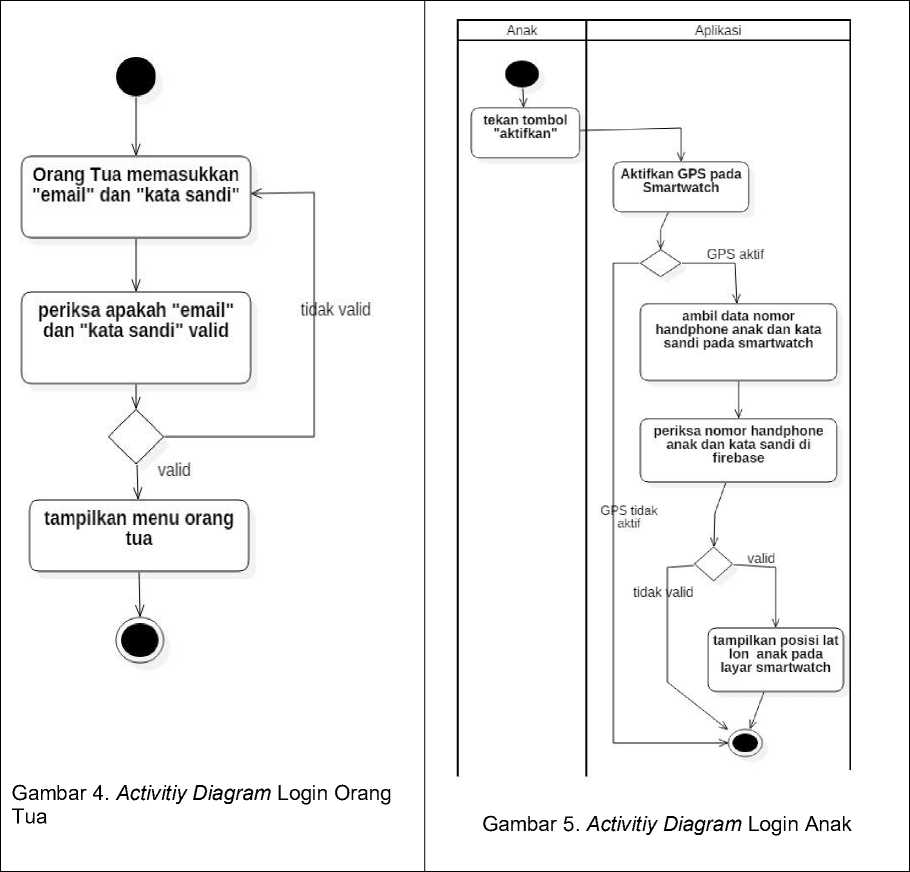 Orang Tua memasukkan
"email" dan "kata sandi"
periksa apakah "email"
dan "kata sandi" valid
tidak valid
valid
tampilkan menu orang
tua
Gambar 4. Activitiy Diagram Login Orang
Tua
Anak
Aplikasi
tekan tombol
"aktifkan"
Aktifkan GPS pada
Smartwatch
GPS aktif
ambil data nomor
handphone anak dan kata
sandi pada smartwatch
periksa nomor handphone
anak dan kata sandi di
firebase
GPS tidak
aktif
valid
tidak valid
tampilkan posisi lat
lon anak pada
layar smartwatch
Gambar 5. Activitiy Diagram Login Anak